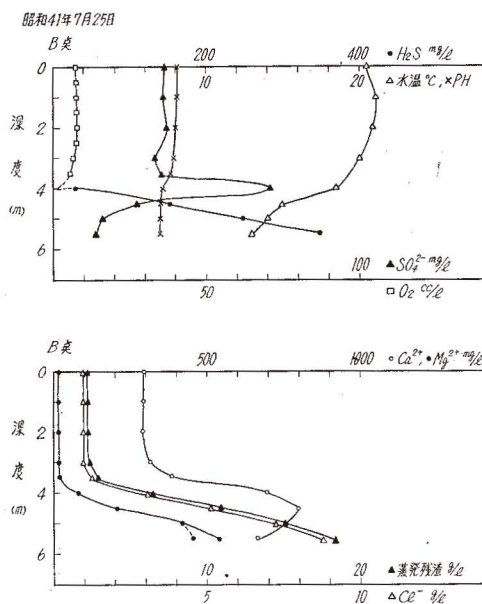 昭和41年7月25日
B点 200 400 ●H₂S mg/l
0 10 20 △水温℃, ×PH
2
深度(m)
4
6
100 ▲SO₄²⁻ mg/l
50 □O₂ cc/l
B点 500 1000 ○Ca²⁺, ●Mg²⁺ mg/l
0
2
深度(m)
4
6
10 20 ▲蒸発残渣 g/l
5 10 △Cl⁻ g/l